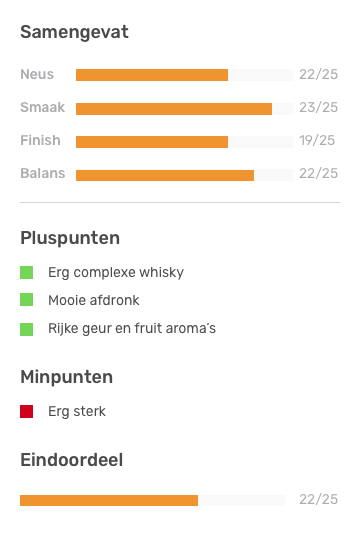 Samengevat
Neus 22/25
Smaak 23/25
Finish 19/25
Balans 22/25
Pluspunten
Erg complexe whisky
Mooie afdronk
Rijke geur en fruit aroma’s
Minpunten
Erg sterk
Eindoordeel
22/25